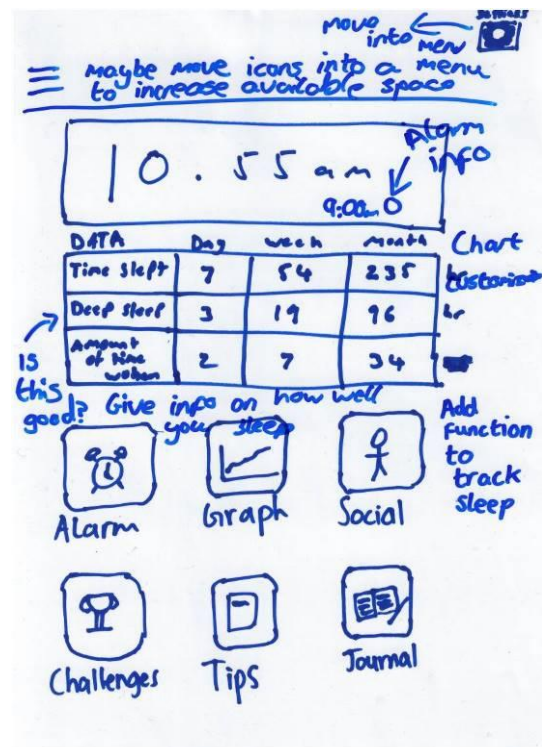 settings
move into menu
Maybe move icons into a menu
to increase available space
Alarm
info
10.55am
9:00am
DATA Day week month Chart
Time slept 7 54 235
Deep sleep 3 19 96 hr
Amount
of time
woken 2 7 34
Is
this
good? Give info on how well
you sleep
Add
function
to
track
sleep
Alarm Graph Social
Challenges Tips Journal